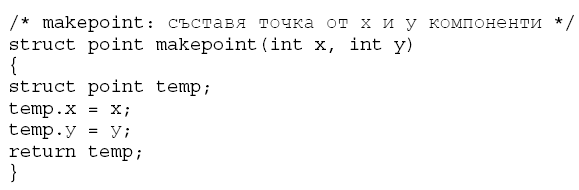 /* makepoint: съставя точка от x и y компоненти */
struct point makepoint(int x, int y)
{
struct point temp;
temp.x = x;
temp.y = y;
return temp;
}